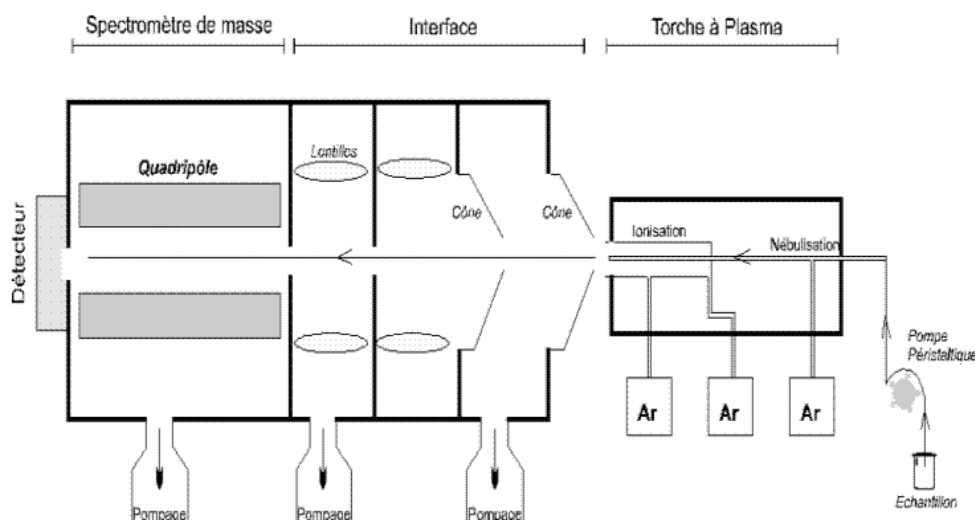 Spectromètre de masse
Interface
Torche à Plasma
Quadripôle
Lentilles
Cône
Cône
Ionisation
Nébulisation
Détecteur
Pompe
Péristaltique
Ar
Ar
Ar
Echantillon
Pompage
Pompage
Pompage